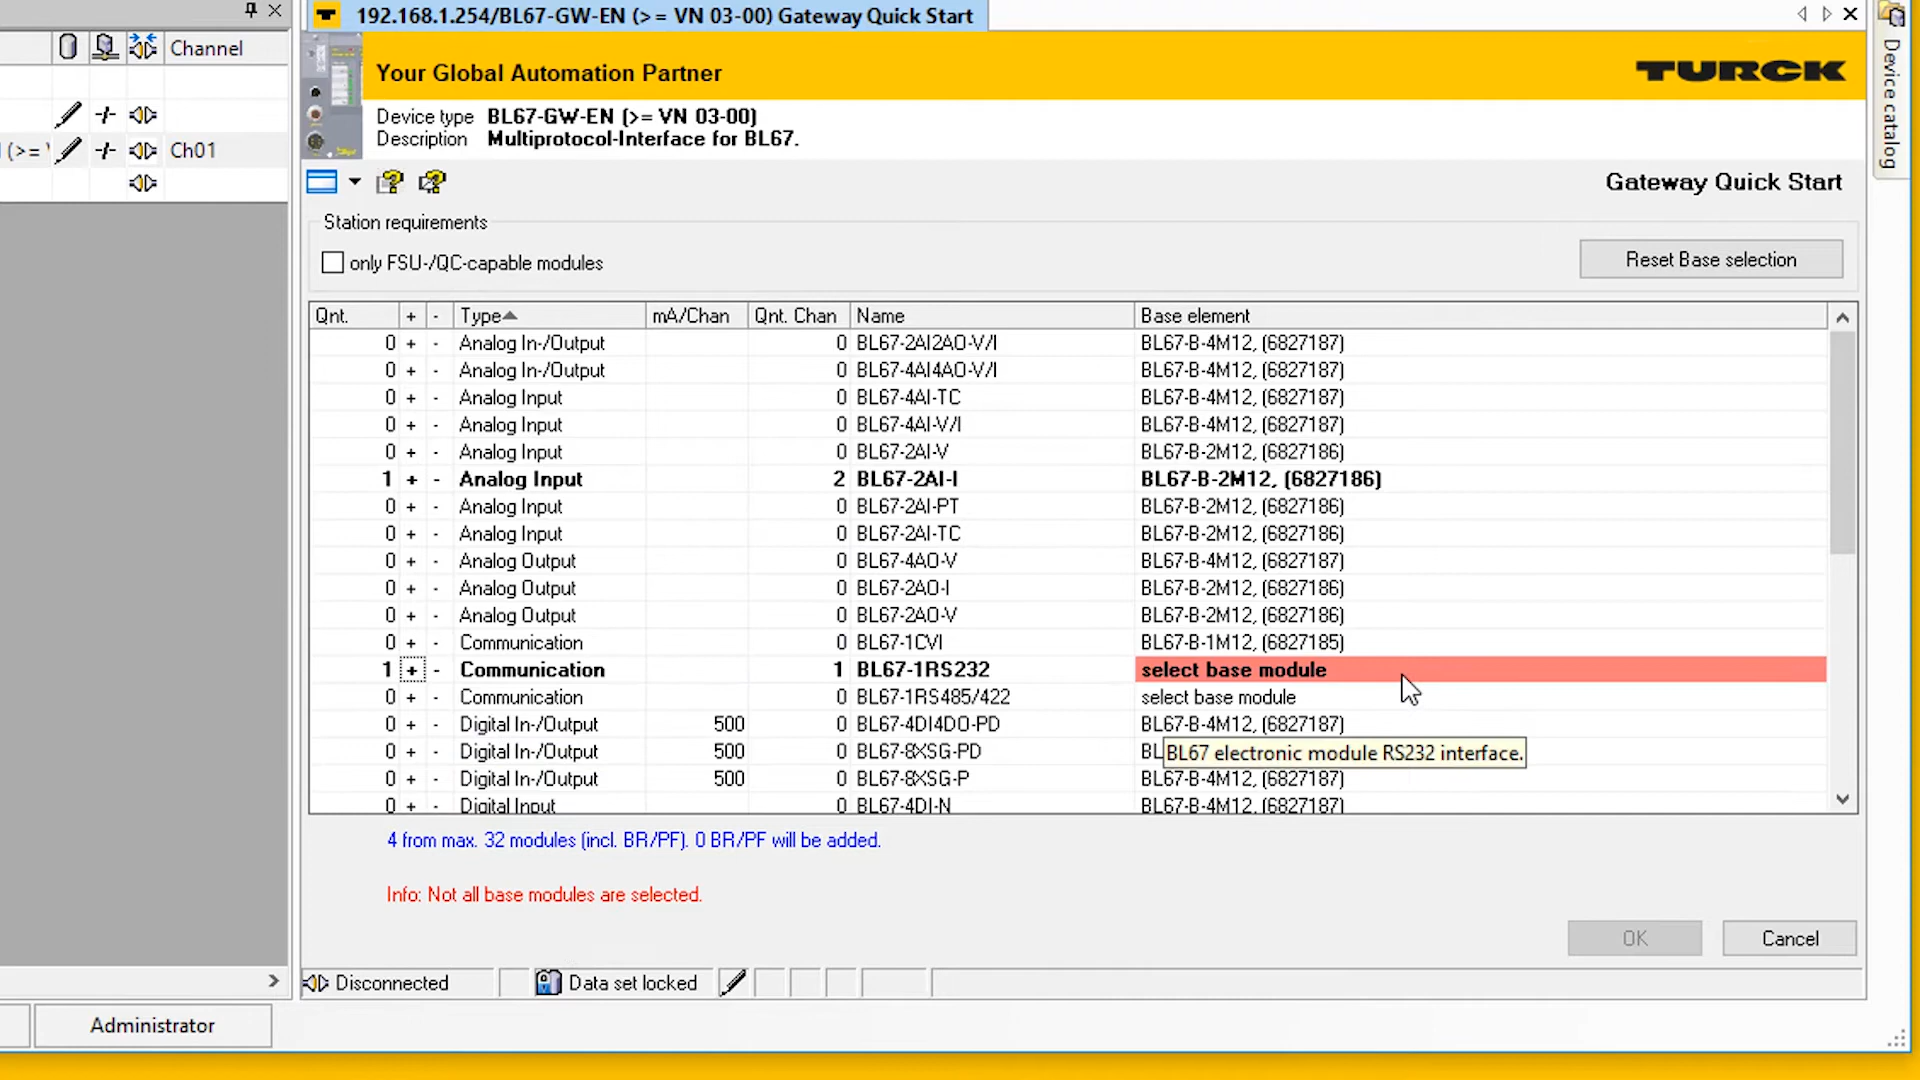 192.168.1.254/BL67-GW-EN (>= VN 03-00) Gateway Quick Start
Channel
Your Global Automation Partner
TURCK
Device type BL67-GW-EN (>= VN 03-00)
Description Multiprotocol-Interface for BL67.
Device catalog
(>=
Ch01
Gateway Quick Start
Station requirements
only FSU-/QC-capable modules
Reset Base selection
Qnt. + - Type mA/Chan Qnt. Chan Name Base element
0 + - Analog In-/Output 0 BL67-2AI2AO-V/I BL67-B-4M12, (6827187)
0 + - Analog In-/Output 0 BL67-4AI4AO-V/I BL67-B-4M12, (6827187)
0 + - Analog Input 0 BL67-4AI-TC BL67-B-4M12, (6827187)
0 + - Analog Input 0 BL67-4AI-V/I BL67-B-4M12, (6827187)
0 + - Analog Input 0 BL67-2AI-V BL67-B-2M12, (6827186)
1 + - Analog Input 2 BL67-2AI-I BL67-B-2M12, (6827186)
0 + - Analog Input 0 BL67-2AI-PT BL67-B-2M12, (6827186)
0 + - Analog Input 0 BL67-2AI-TC BL67-B-2M12, (6827186)
0 + - Analog Output 0 BL67-4AO-V BL67-B-4M12, (6827187)
0 + - Analog Output 0 BL67-2AO-I BL67-B-2M12, (6827186)
0 + - Analog Output 0 BL67-2AO-V BL67-B-2M12, (6827186)
0 + - Communication 0 BL67-1CVI BL67-B-1M12, (6827185)
1 + - Communication 1 BL67-1RS232 select base module
0 + - Communication 0 BL67-1RS485/422 select base module
0 + - Digital In-/Output 500 0 BL67-4DI4DO-PD BL67-B-4M12, (6827187)
0 + - Digital In-/Output 500 0 BL67-8XSG-PD BL
BL67 electronic module RS232 interface.
0 + - Digital In-/Output 500 0 BL67-8XSG-P BL67-B-4M12, (6827187)
0 + - Digital Input 0 BL67-4DI-N BL67-B-4M12, (6827187)
4 from max. 32 modules (incl. BR/PF). 0 BR/PF will be added.
Info: Not all base modules are selected.
OK
Cancel
Disconnected
Data set locked
Administrator